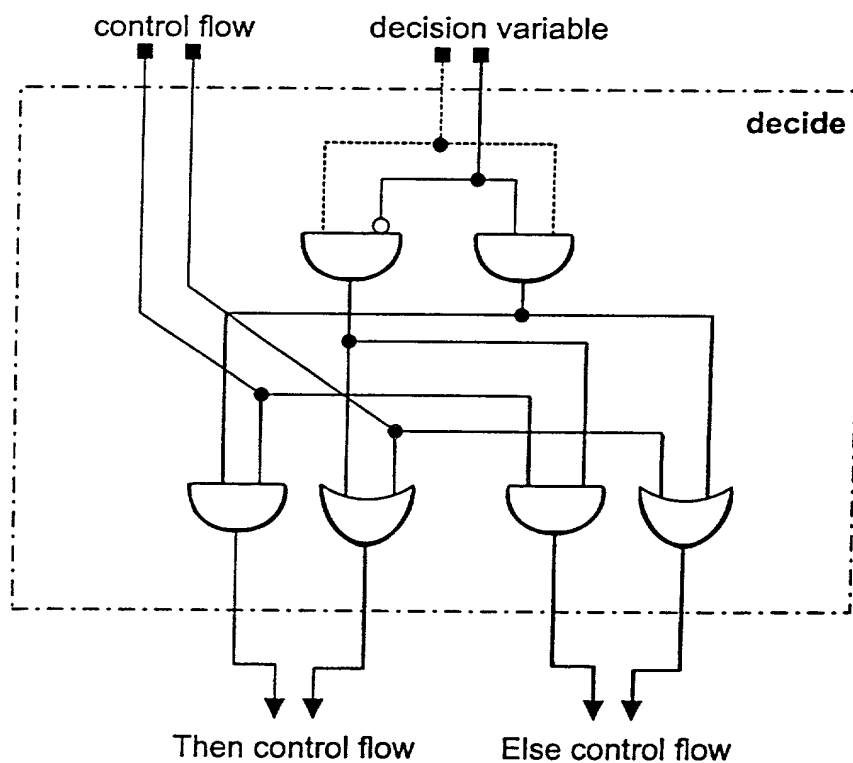 control flow
decision variable
decide
Then control flow
Else control flow